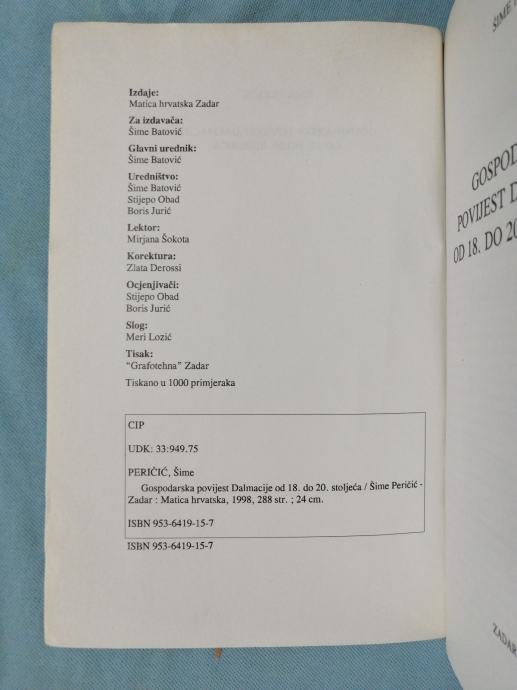 Izdaje:
Matica hrvatska Zadar
Za izdavača:
Šime Batović
Glavni urednik:
Šime Batović
Uredništvo:
Šime Batović
Stijepo Obad
Boris Jurić
Lektor:
Mirjana Šokota
Korektura:
Zlata Derossi
Ocjenjivači:
Stijepo Obad
Boris Jurić
Slog:
Meri Lozić
Tisak:
"Grafotehna" Zadar
Tiskano u 1000 primjeraka
CIP
UDK: 33:949.75
PERIČIĆ, Šime
Gospodarska povijest Dalmacije od 18. do 20. stoljeća / Šime Peričić -
Zadar : Matica hrvatska, 1998, 288 str. ; 24 cm.
ISBN 953-6419-15-7
ISBN 953-6419-15-7
ŠIME
GOSPOD
POVIJEST D
OD 18. DO 20
ZADAR